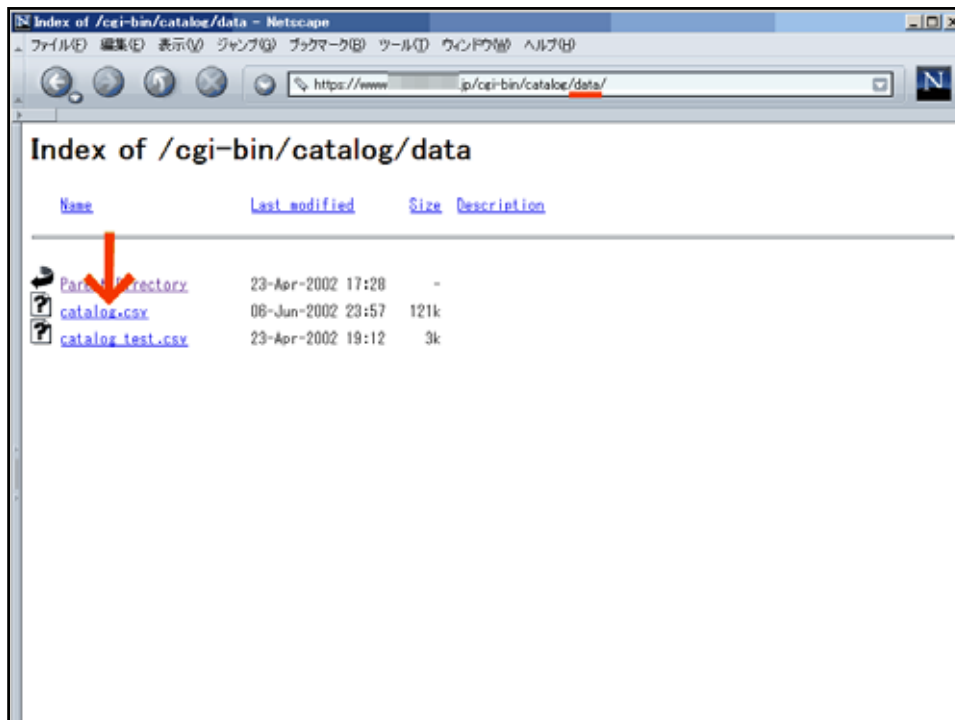 Index of /cgi-bin/catalog/data - Netscape
ファイル(F) 編集(E) 表示(V) ジャンプ(G) ブックマーク(B) ツール(T) ウィンドウ(W) ヘルプ(H)
https://www .jp/cgi-bin/catalog/data/
N
Index of /cgi-bin/catalog/data
Name Last modified Size Description
Parent Directory 23-Apr-2002 17:28 -
catalog.csv 06-Jun-2002 23:57 121k
catalog_test.csv 23-Apr-2002 19:12 3k